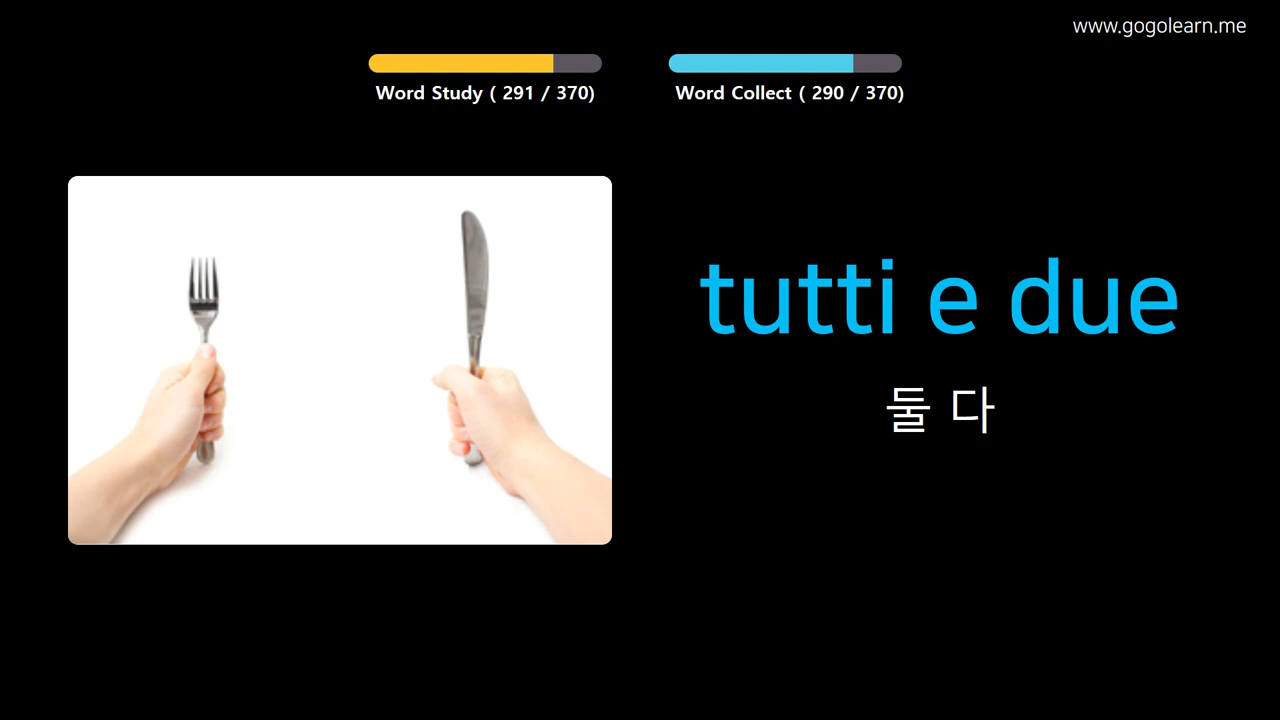 www.gogolearn.me
Word Study ( 291 / 370)
Word Collect ( 290 / 370)
tutti e due
둘 다